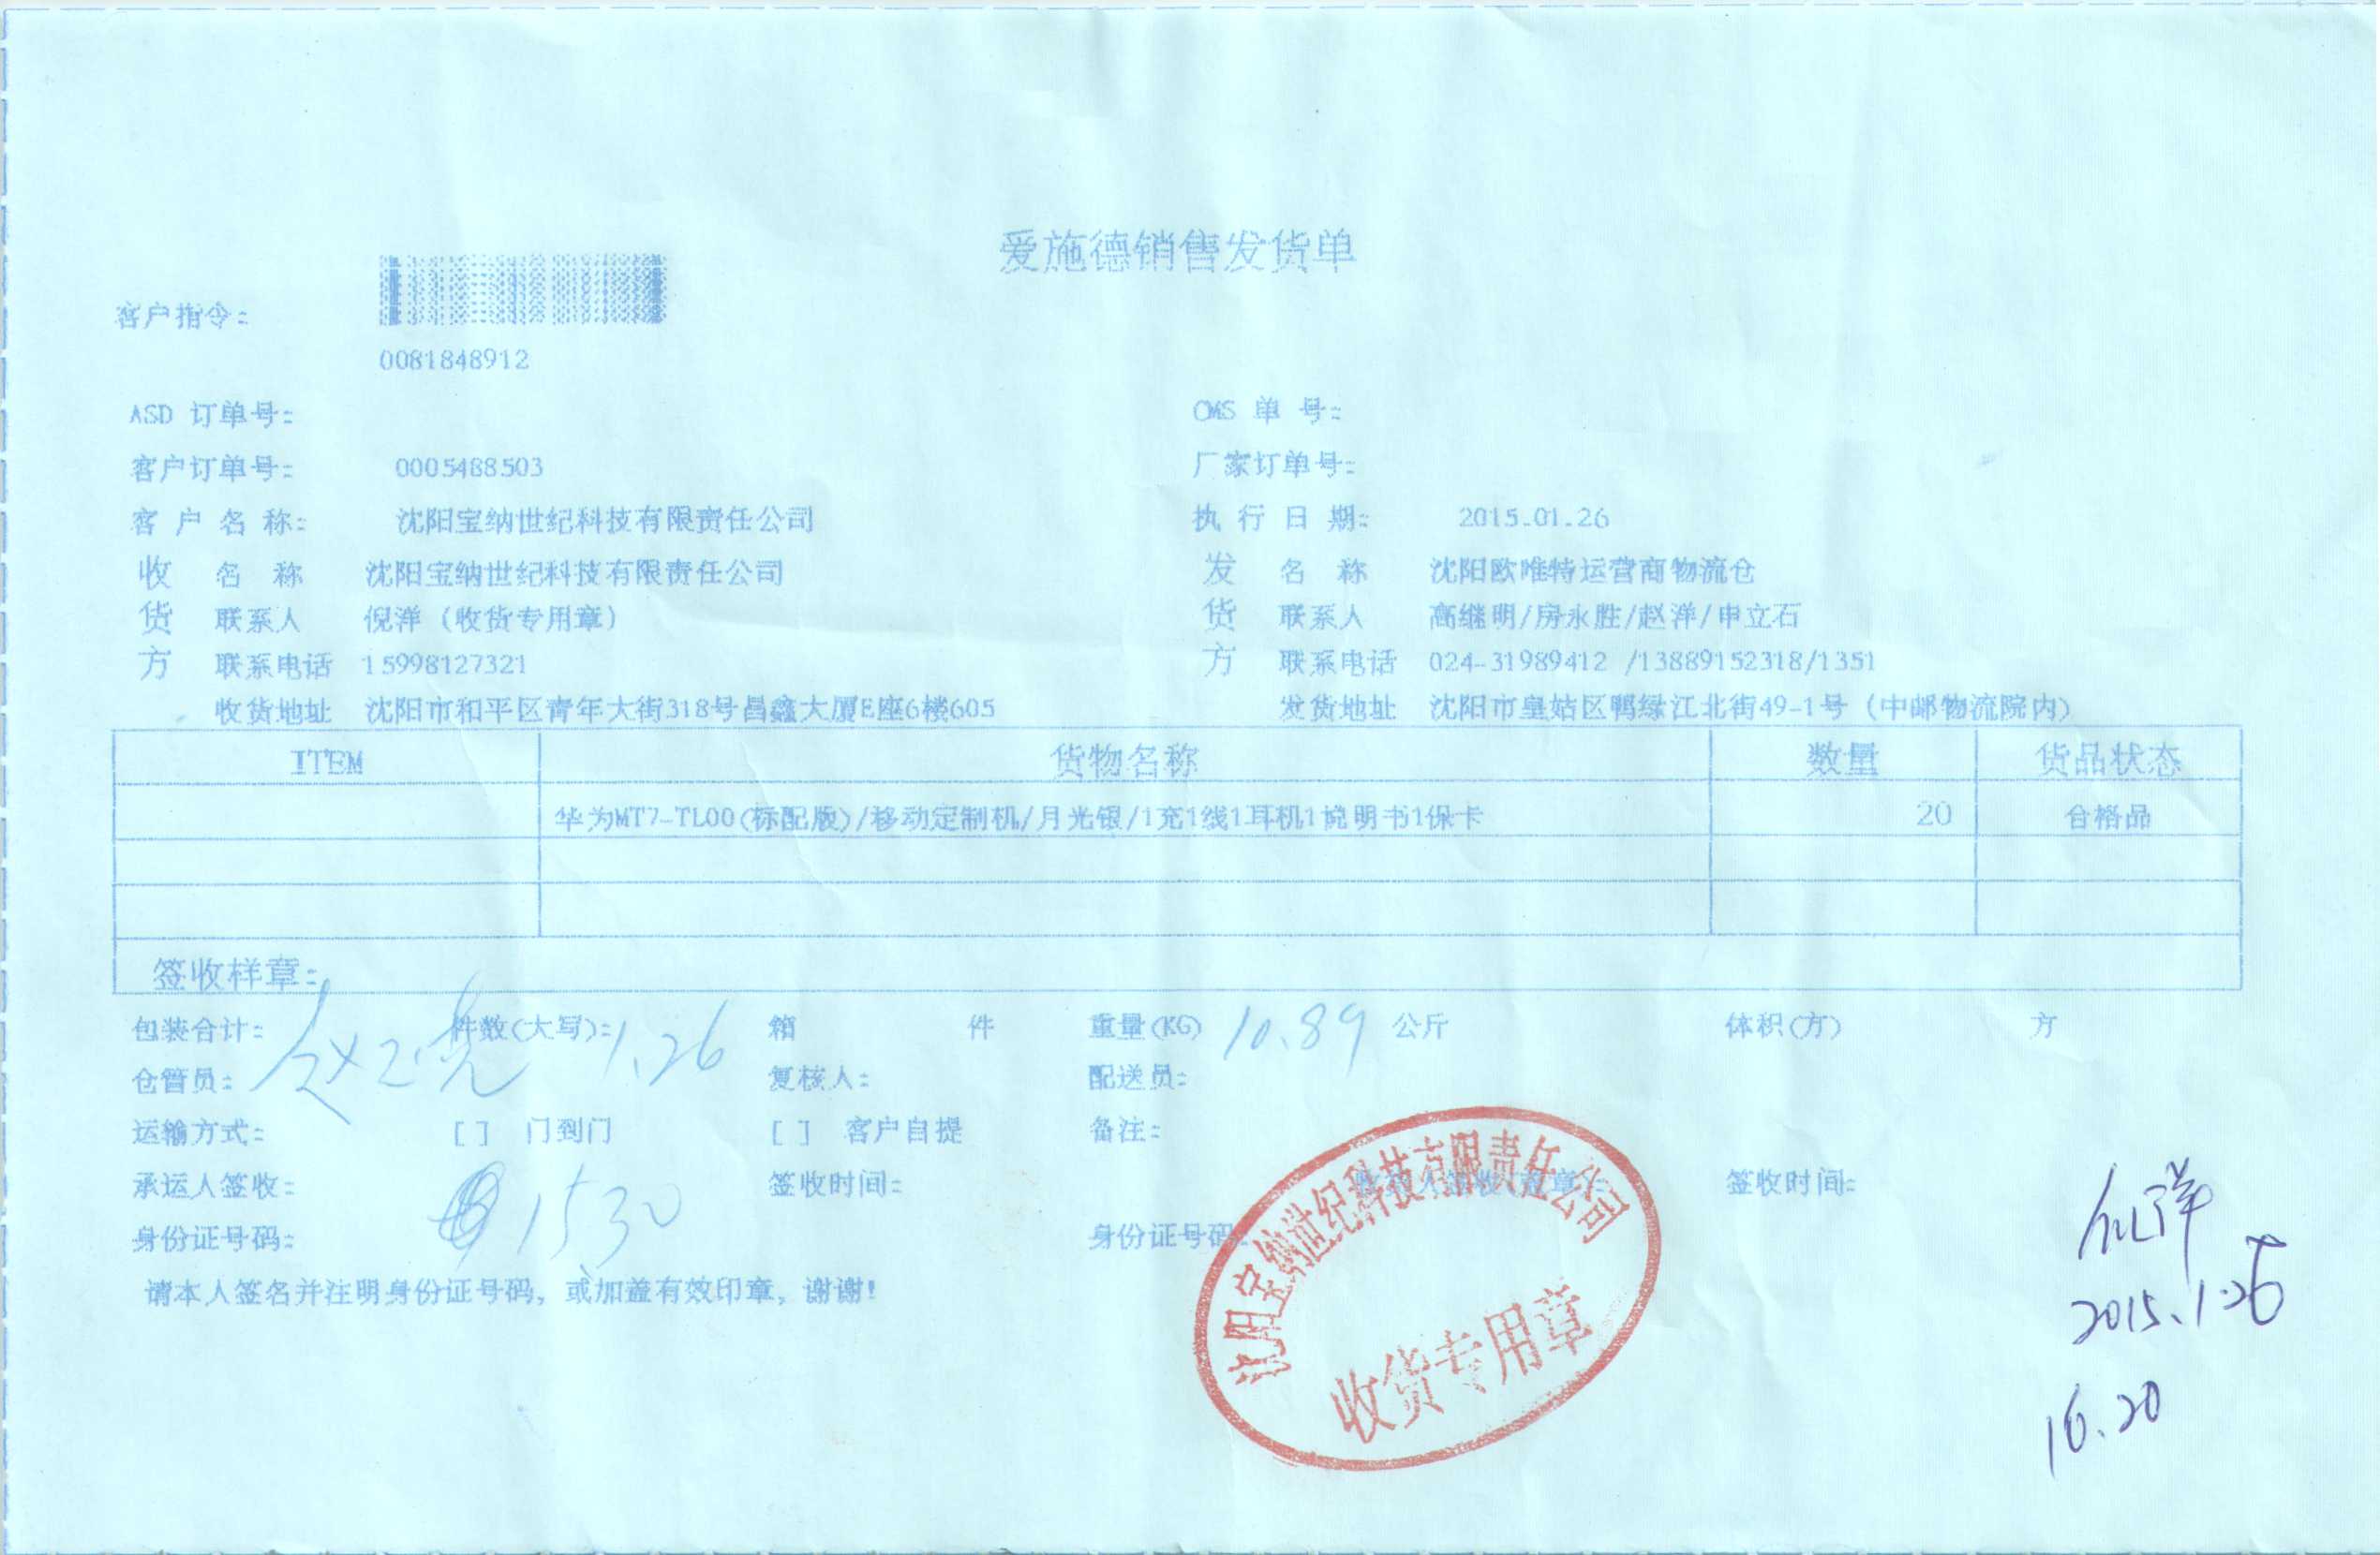 爱施德销售发货单
客户指令:
0081848912
ASD 订单号: OMS 单 号:
客户订单号: 0005488503 厂家订单号:
客 户 名 称: 沈阳宝纳世纪科技有限责任公司 执 行 日 期: 2015.01.26
收 名 称 沈阳宝纳世纪科技有限责任公司 发 名 称 沈阳欧唯特运营商物流仓
货 联系人 倪洋 (收货专用章) 货 联系人 高继明/房永胜/赵洋/申立石
方 联系电话 15998127321 方 联系电话 024-31989412 /13889152318/1351
收货地址 沈阳市和平区青年大街318号昌鑫大厦E座6楼605 发货地址 沈阳市皇姑区鸭绿江北街49-1号 (中邮物流院内)
ITEM 货物名称 数量 货品状态
华为MT7-TL00(标配版)/移动定制机/月光银/1充1线1耳机1说明书1保卡 20 合格品
签收样章:
包装合计: 件数(大写): 1.26 箱 件 重量(KG) 10.89 公斤 体积(方) 方
仓管员: 复核人: 配送员:
运输方式: [ ] 门到门 [ ] 客户自提 备注:
承运人签收: 1530 签收时间: 签收时间:
身份证号码: 身份证号码:
请本人签名并注明身份证号码, 或加盖有效印章, 谢谢!
沈阳宝纳世纪科技有限责任公司
收货专用章
倪洋
2015.1.26
16.20